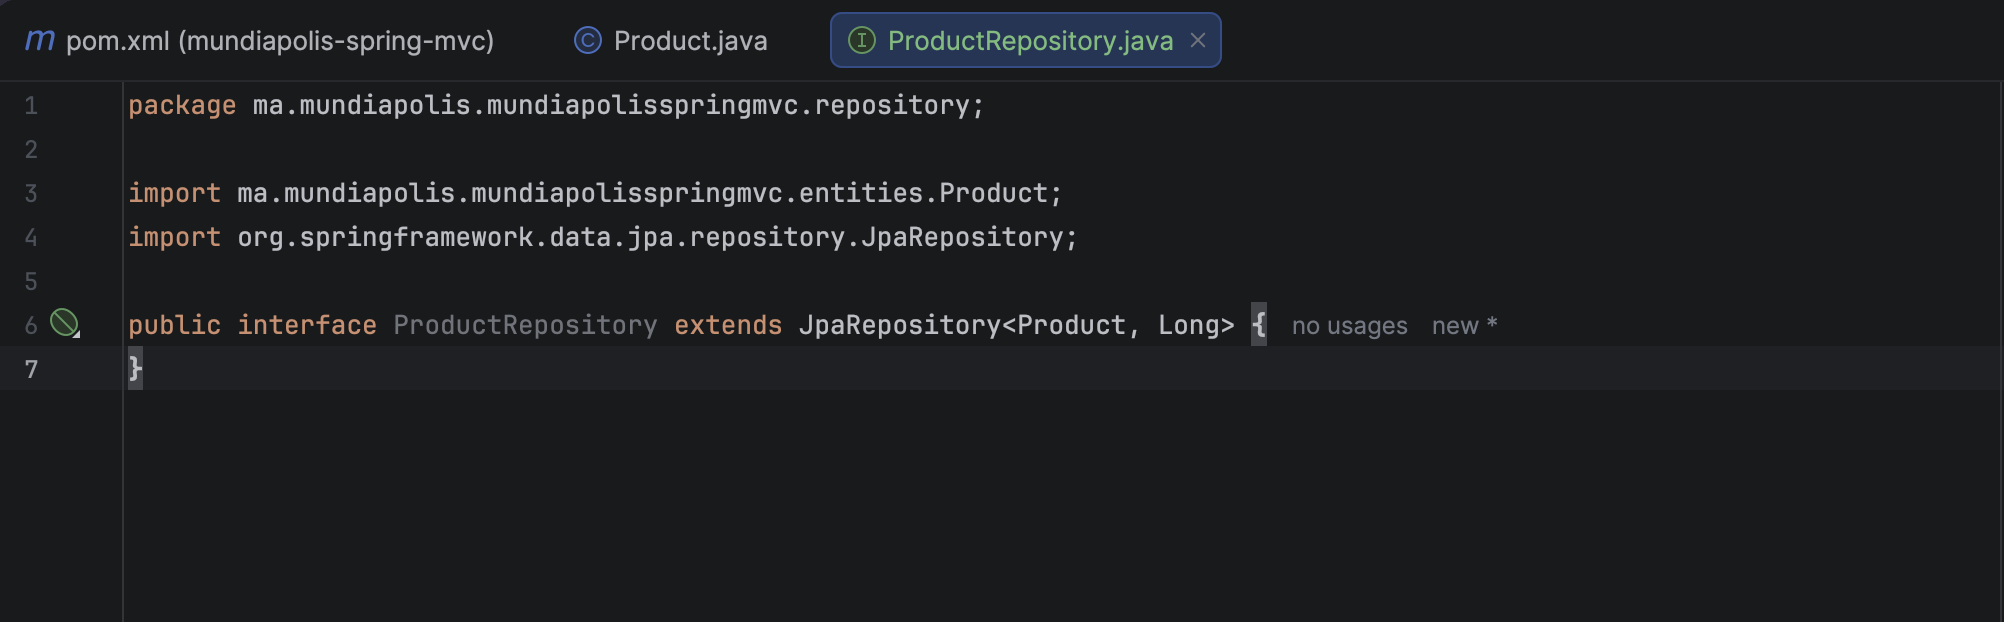 m pom.xml (mundiapolis-spring-mvc) C Product.java I ProductRepository.java ×
1 package ma.mundiapolis.mundiapolisspringmvc.repository;
2
3 import ma.mundiapolis.mundiapolisspringmvc.entities.Product;
4 import org.springframework.data.jpa.repository.JpaRepository;
5
6 public interface ProductRepository extends JpaRepository<Product, Long> { no usages new *
7 }